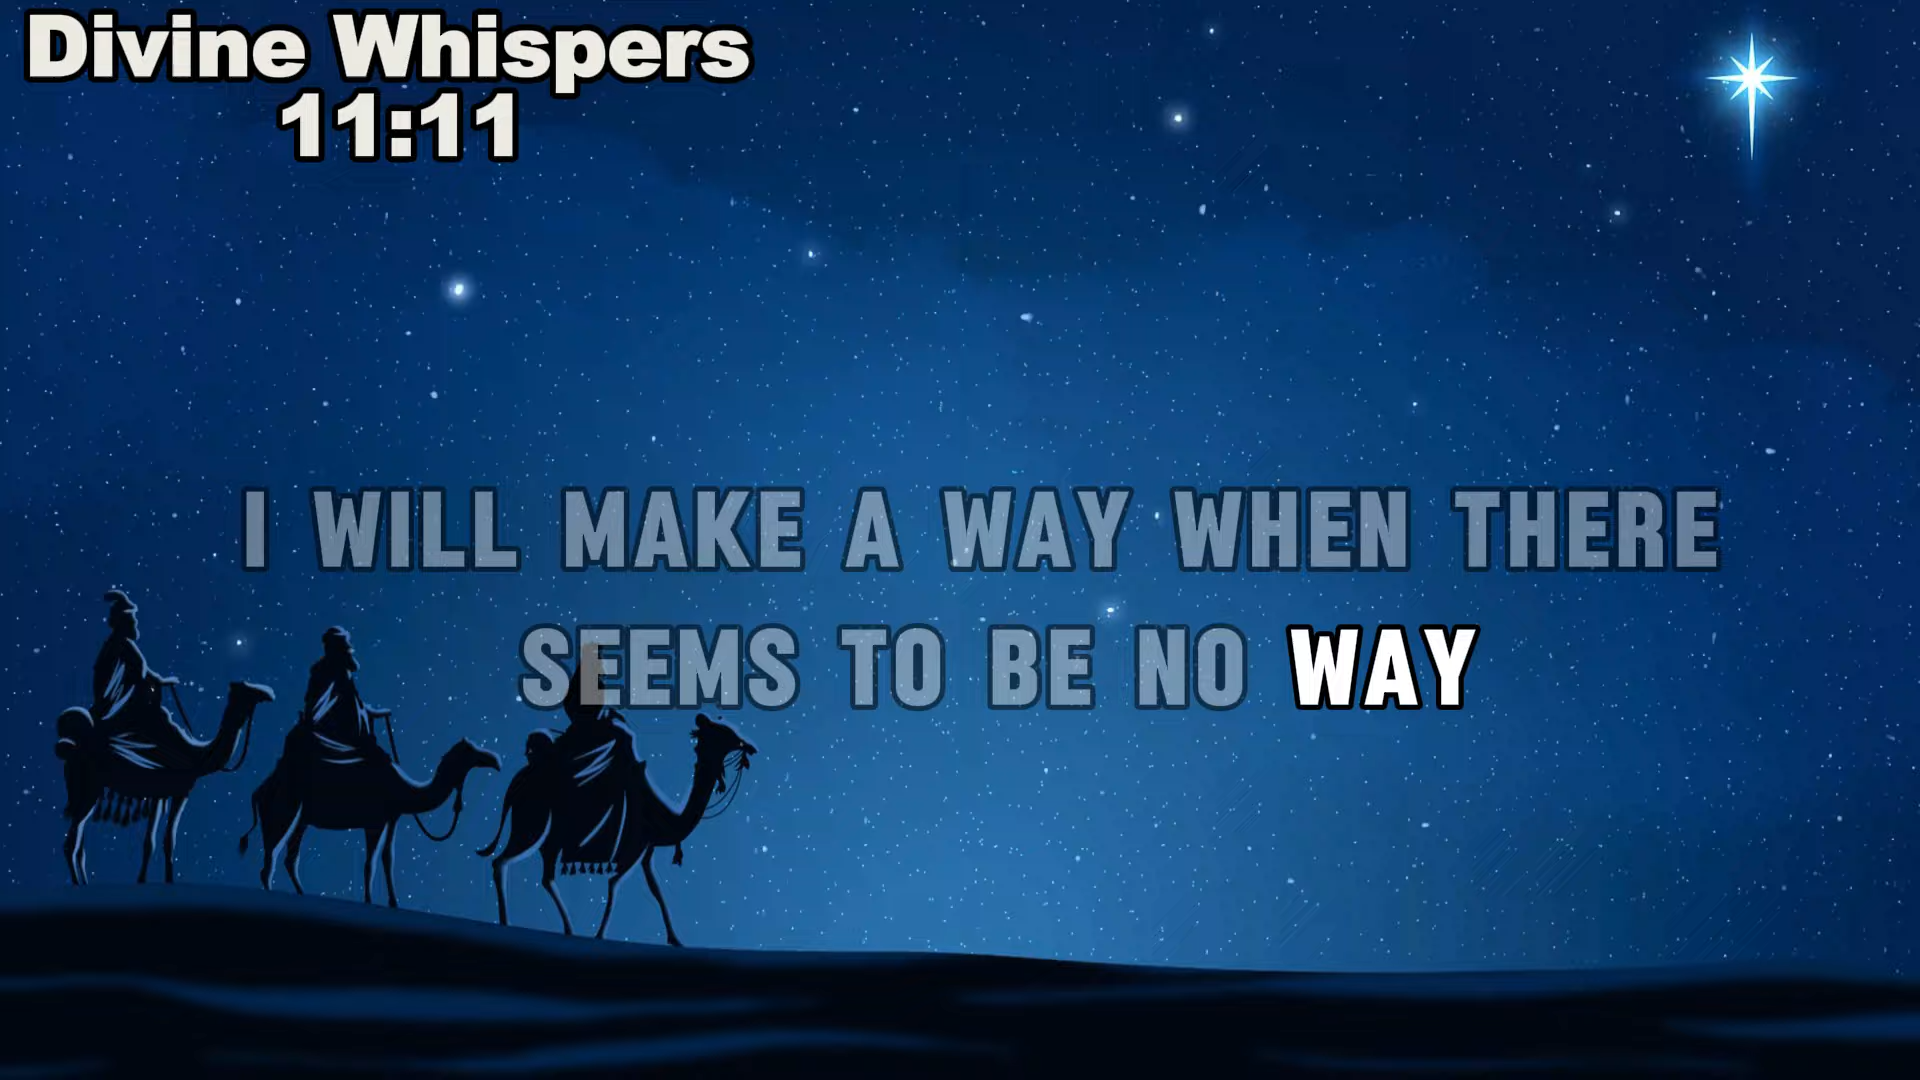 Divine Whispers
11:11
I WILL MAKE A WAY WHEN THERE
SEEMS TO BE NO WAY